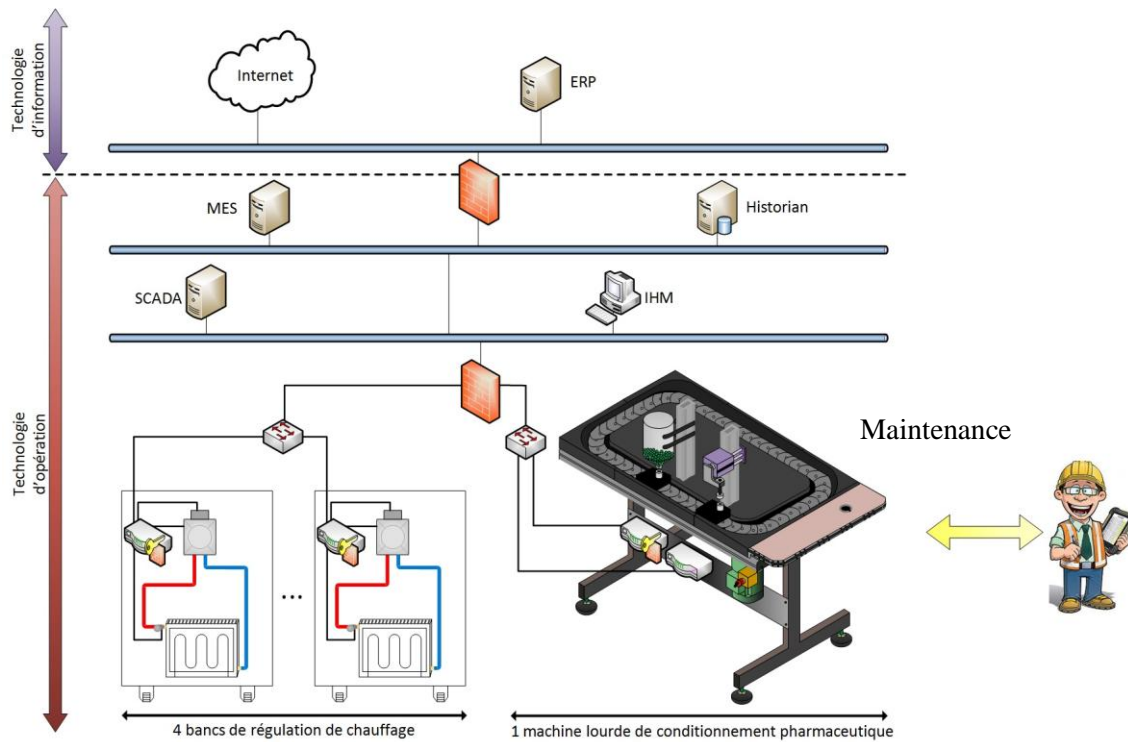 Technologie
d'information
Internet
ERP
MES
Historian
SCADA
IHM
Technologie
d'opération
Maintenance
...
4 bancs de régulation de chauffage
1 machine lourde de conditionnement pharmaceutique